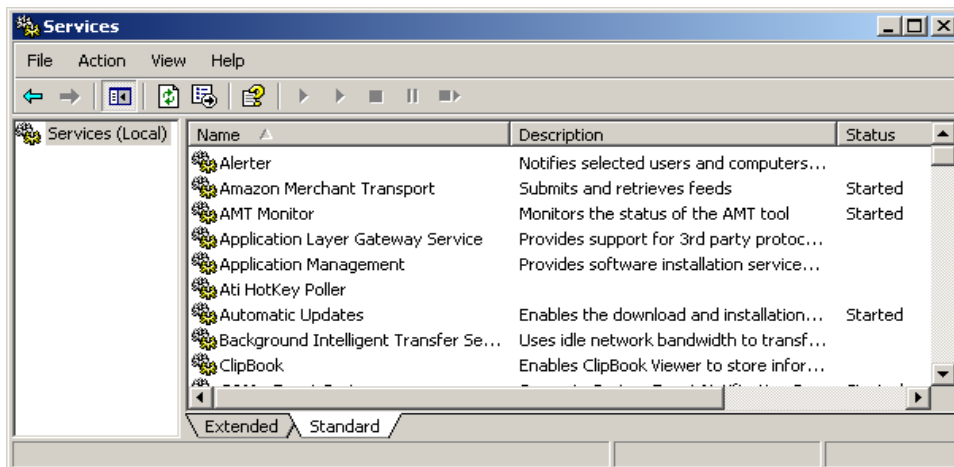 Services
File Action View Help
Services (Local)
Name Description Status
Alerter Notifies selected users and computers...
Amazon Merchant Transport Submits and retrieves feeds Started
AMT Monitor Monitors the status of the AMT tool Started
Application Layer Gateway Service Provides support for 3rd party protoc...
Application Management Provides software installation service...
Ati HotKey Poller
Automatic Updates Enables the download and installation... Started
Background Intelligent Transfer Se... Uses idle network bandwidth to transf...
ClipBook Enables ClipBook Viewer to store infor...
Extended Standard